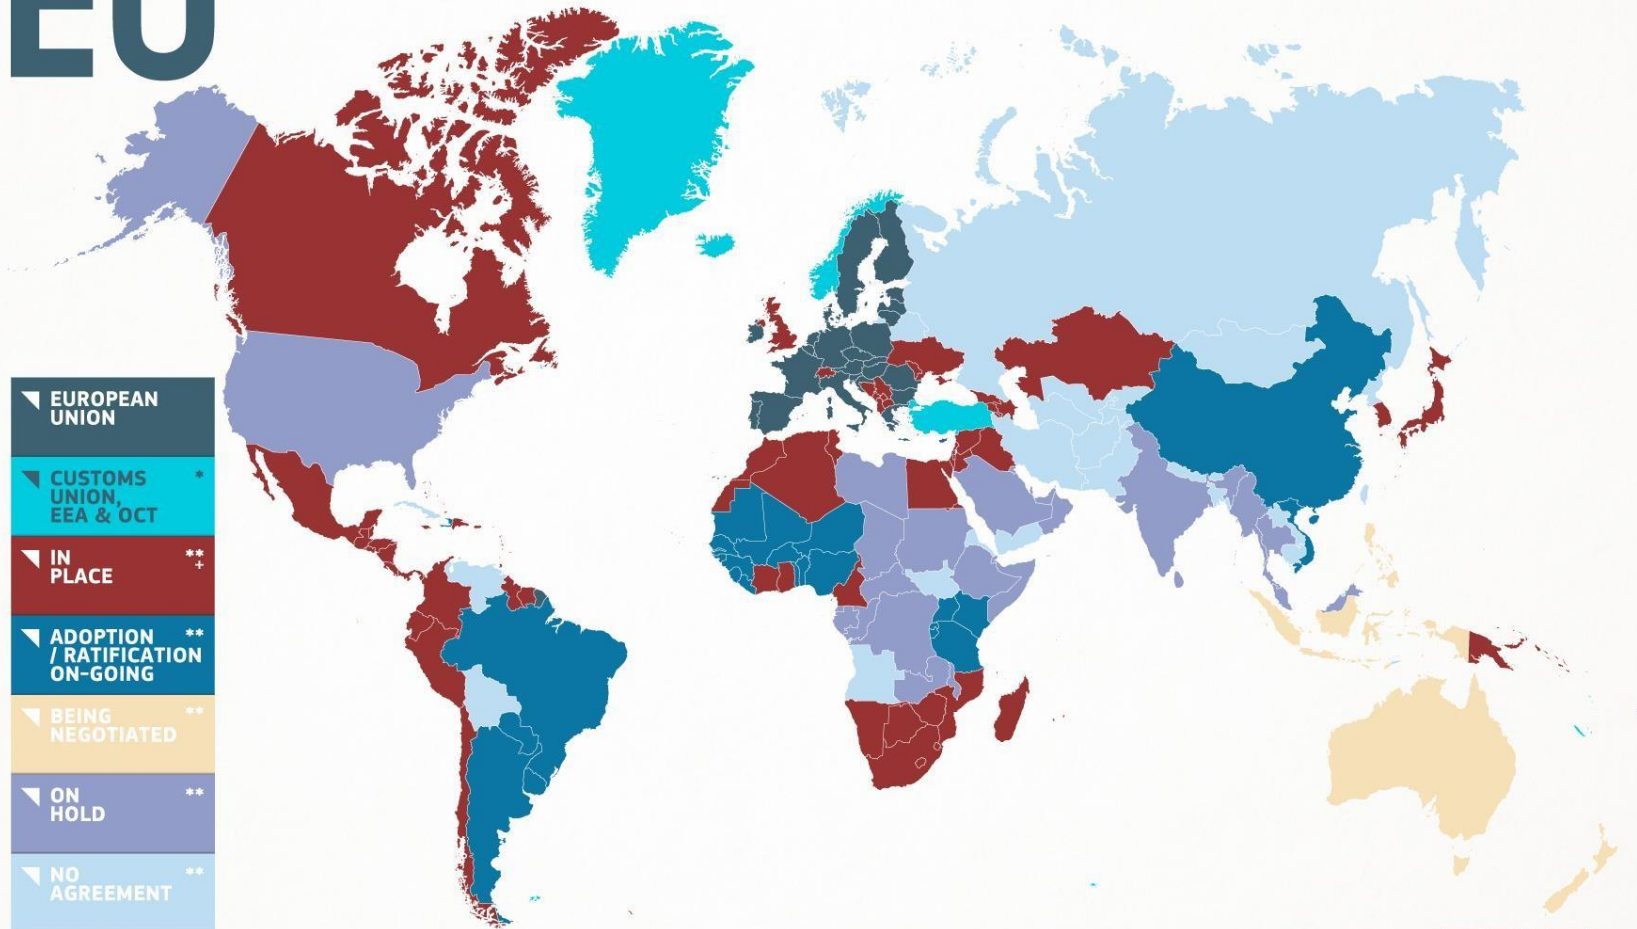 EU
EUROPEAN
UNION
CUSTOMS *
UNION,
EEA & OCT
IN **
PLACE +
ADOPTION **
/ RATIFICATION
ON-GOING
BEING **
NEGOTIATED
ON **
HOLD
NO **
AGREEMENT